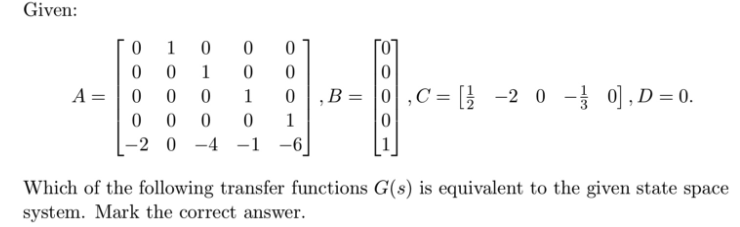 Given:
A = [ 0 1 0 0 0
0 0 1 0 0
0 0 0 1 0
0 0 0 0 1
−2 0 −4 −1 −6 ] , B = [ 0
0
0
0
1 ] , C = [ 1/2 −2 0 −1/3 0 ] , D = 0.
Which of the following transfer functions G(s) is equivalent to the given state space
system. Mark the correct answer.